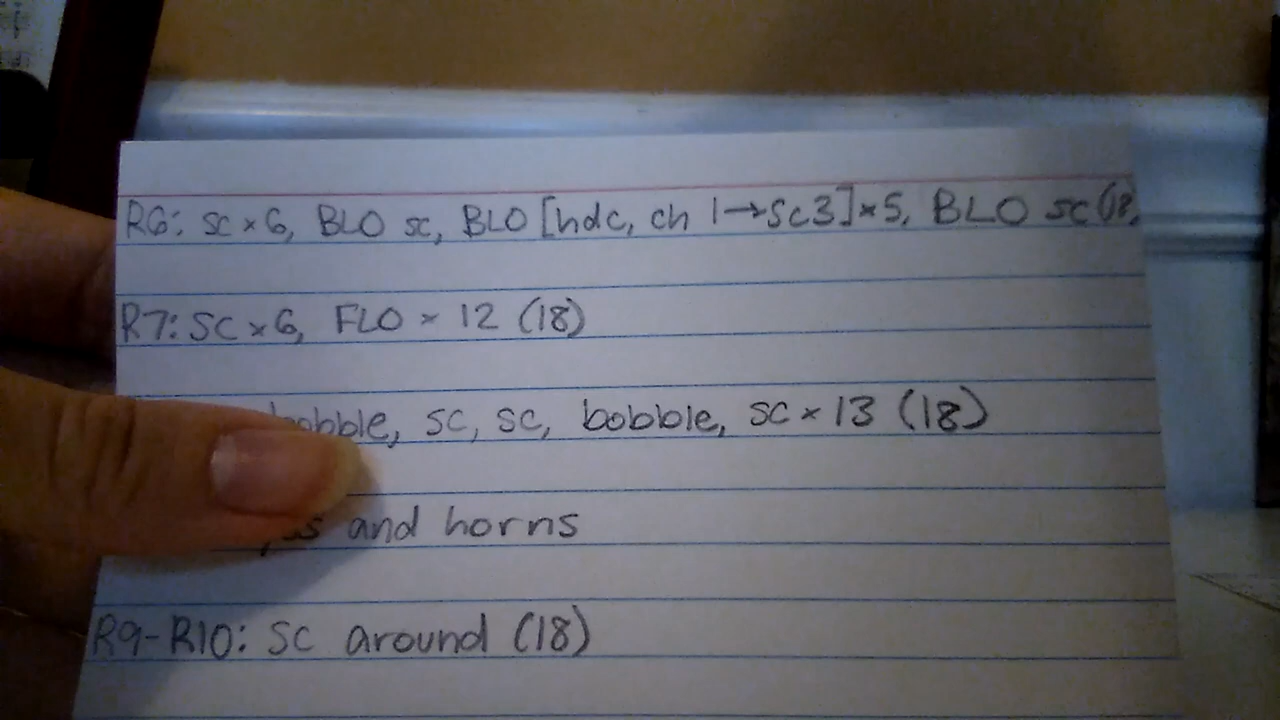 R6: sc × 6, BLO sc, BLO [hdc, ch 1→sc3]×5, BLO sc (18,
R7: sc × 6, FLO × 12 (18)
bobble, sc, sc, bobble, sc × 13 (18)
and horns
R9-R10: sc around (18)